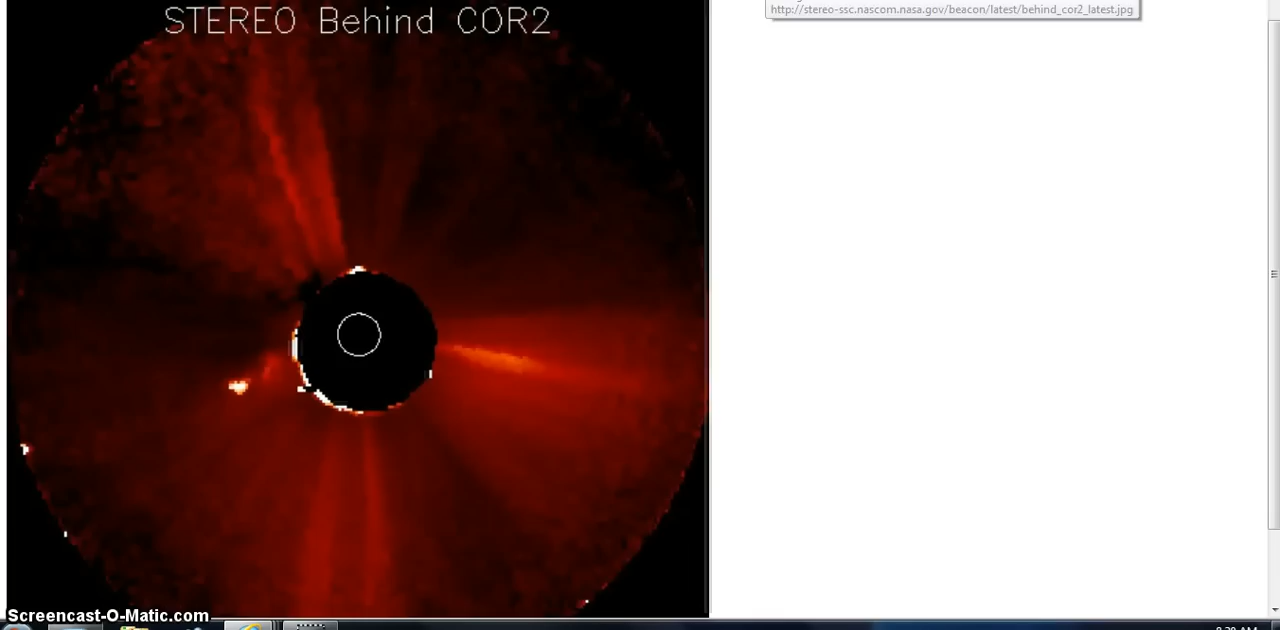 STEREO Behind COR2
http://stereo-ssc.nascom.nasa.gov/beacon/latest/behind_cor2_latest.jpg
Screencast-O-Matic.com